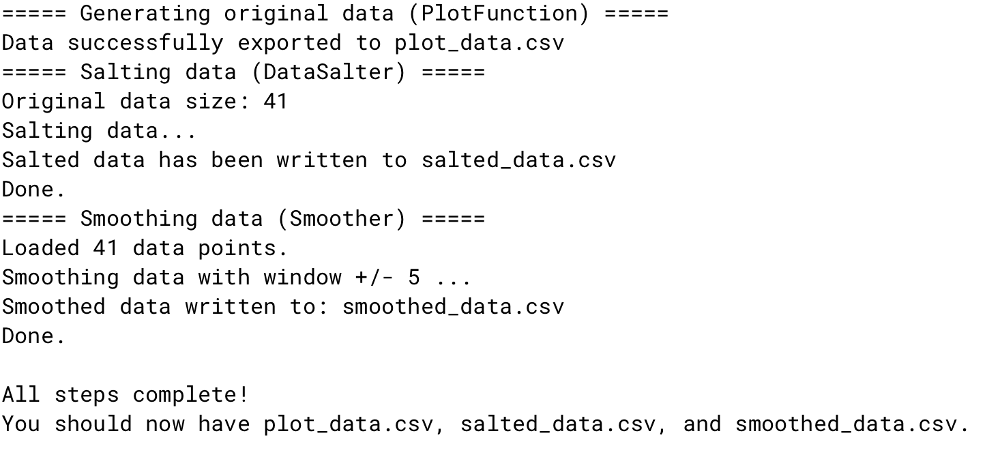 ===== Generating original data (PlotFunction) =====
Data successfully exported to plot_data.csv
===== Salting data (DataSalter) =====
Original data size: 41
Salting data...
Salted data has been written to salted_data.csv
Done.
===== Smoothing data (Smoother) =====
Loaded 41 data points.
Smoothing data with window +/- 5 ...
Smoothed data written to: smoothed_data.csv
Done.

All steps complete!
You should now have plot_data.csv, salted_data.csv, and smoothed_data.csv.